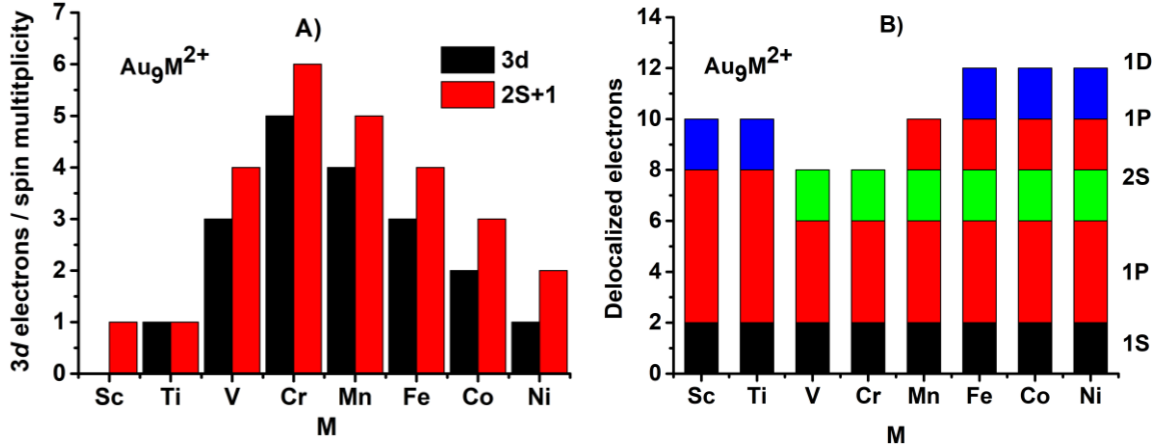 A)
Au9M2+
3d
2S+1
3d electrons / spin multitplicity
7
6
5
4
3
2
1
0
Sc Ti V Cr Mn Fe Co Ni
M
B)
Au9M2+
Delocalized electrons
14
12
10
8
6
4
2
0
1D
1P
2S
1P
1S
Sc Ti V Cr Mn Fe Co Ni
M